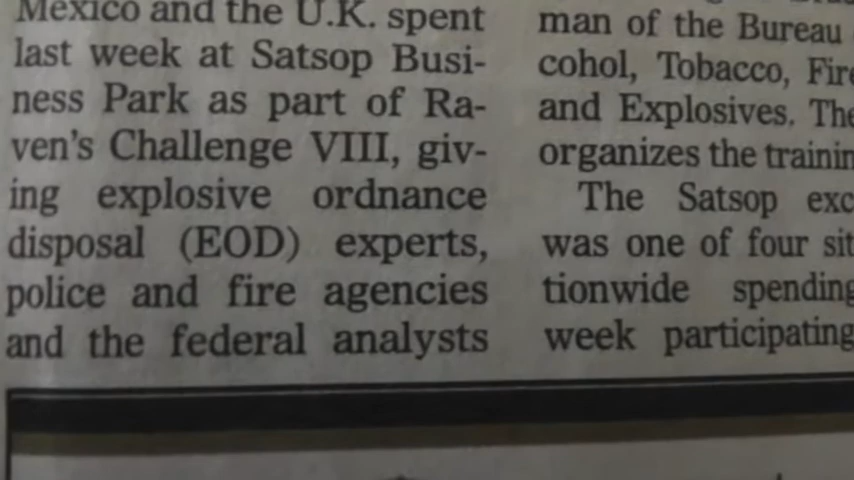 Mexico and the U.K. spent
last week at Satsop Busi-
ness Park as part of Ra-
ven's Challenge VIII, giv-
ing explosive ordnance
disposal (EOD) experts,
police and fire agencies
and the federal analysts
man of the Bureau
cohol, Tobacco, Fire
and Explosives. The
organizes the trainin
The Satsop exc
was one of four sit
tionwide spending
week participating